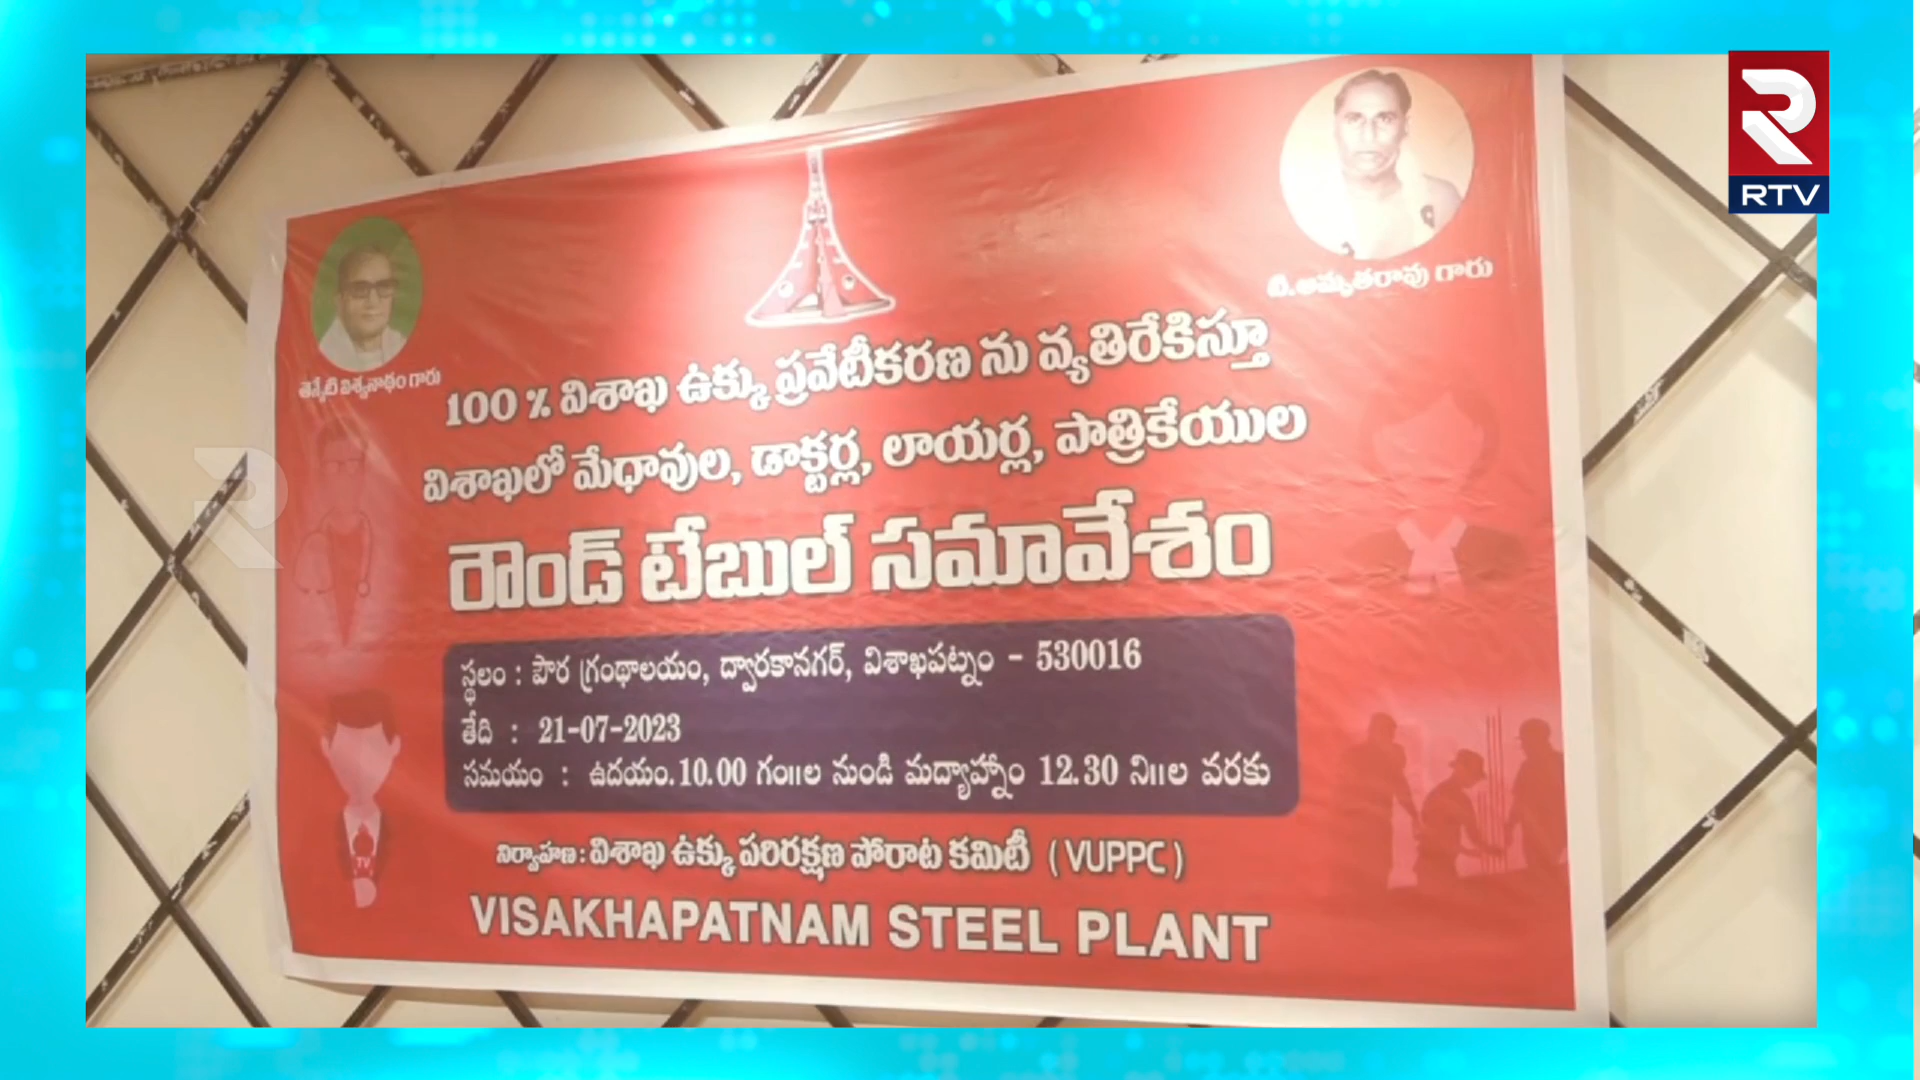 RTV
టి.అమృతరావు గారు
తెన్నేటి విశ్వనాథం గారు
100 % విశాఖ ఉక్కు ప్రవేటీకరణ ను వ్యతిరేకిస్తూ
విశాఖలో మేధావుల, డాక్టర్ల, లాయర్ల, పాత్రికేయుల
రౌండ్ టేబుల్ సమావేశం
స్థలం : పౌర గ్రంథాలయం, ద్వారకానగర్, విశాఖపట్నం - 530016
తేది : 21-07-2023
సమయం : ఉదయం.10.00 గం॥ల నుండి మద్యాహ్నాం 12.30 ని॥ల వరకు
నిర్వాహణ: విశాఖ ఉక్కు పరిరక్షణ పోరాట కమిటీ ( VUPPC )
VISAKHAPATNAM STEEL PLANT
TV